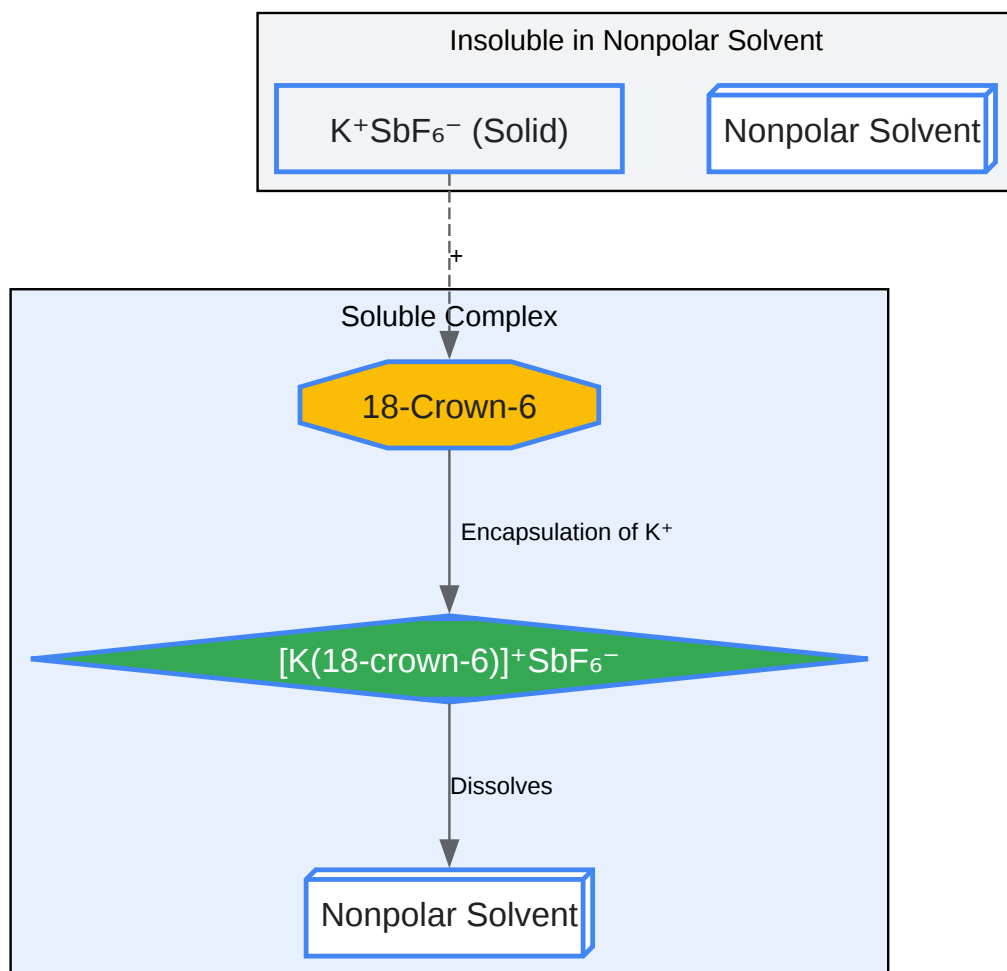 Insoluble in Nonpolar Solvent
K⁺SbF₆⁻ (Solid)
Nonpolar Solvent
+
Soluble Complex
18-Crown-6
Encapsulation of K⁺
[K(18-crown-6)]⁺SbF₆⁻
Dissolves
Nonpolar Solvent